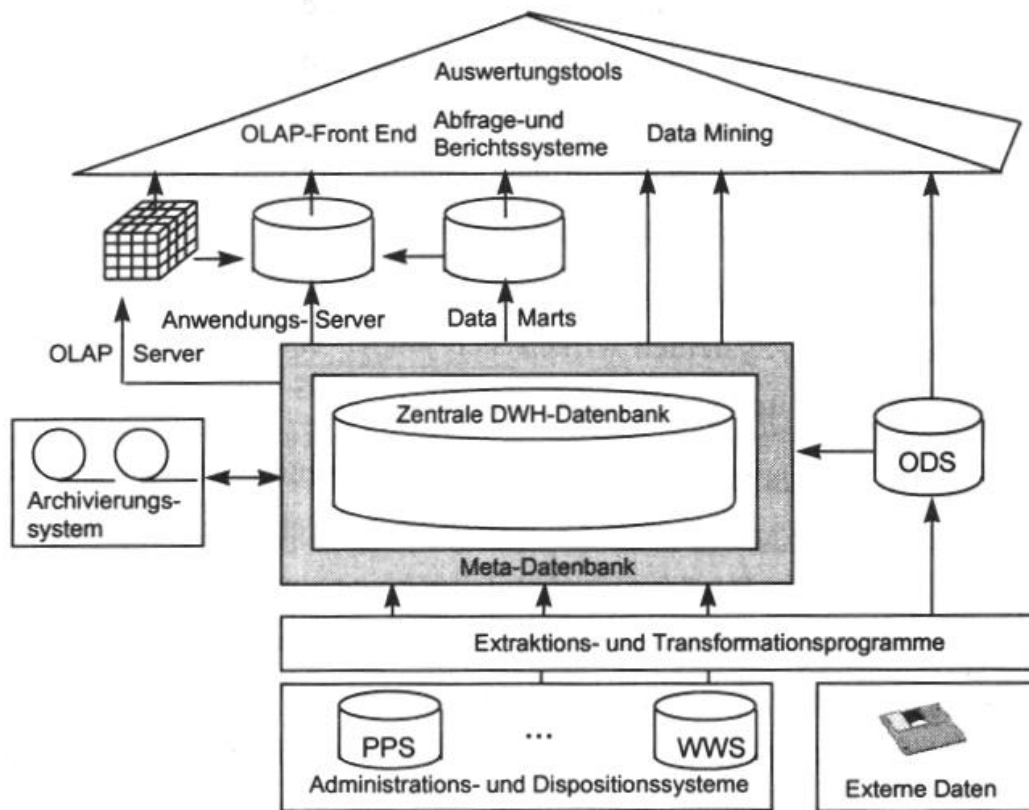 Auswertungstools
OLAP-Front End
Abfrage-und
Berichtssysteme
Data Mining
Anwendungs- Server
Data Marts
OLAP Server
Zentrale DWH-Datenbank
ODS
Archivierungs-
system
Meta-Datenbank
Extraktions- und Transformationsprogramme
PPS
...
WWS
Administrations- und Dispositionssysteme
Externe Daten